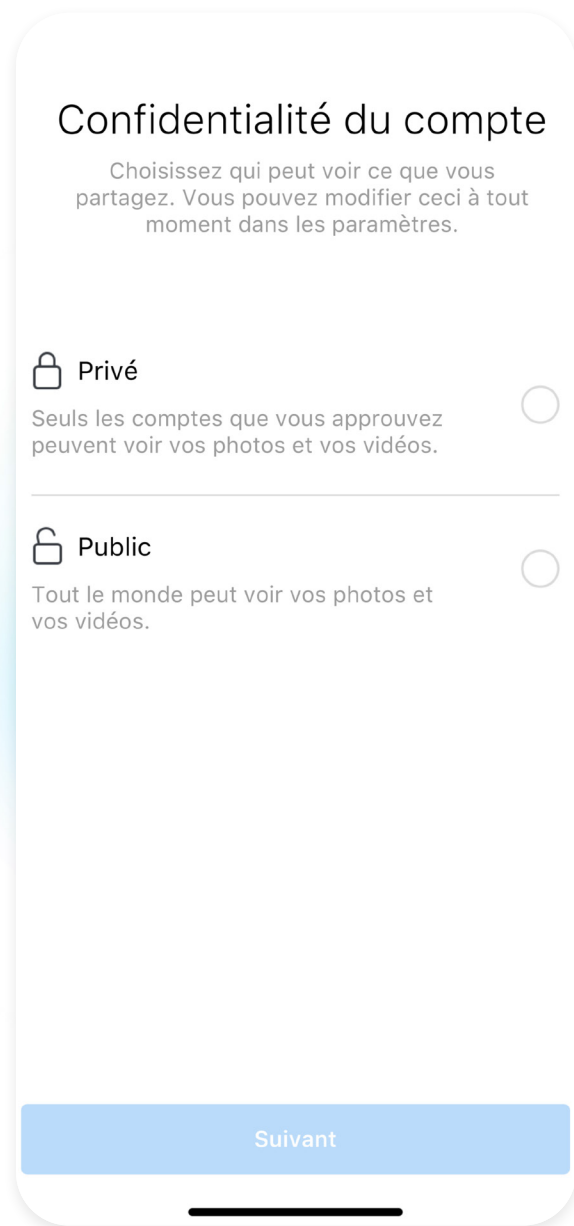 Confidentialité du compte
Choisissez qui peut voir ce que vous
partagez. Vous pouvez modifier ceci à tout
moment dans les paramètres.
Privé
Seuls les comptes que vous approuvez
peuvent voir vos photos et vos vidéos.
Public
Tout le monde peut voir vos photos et
vos vidéos.
Suivant